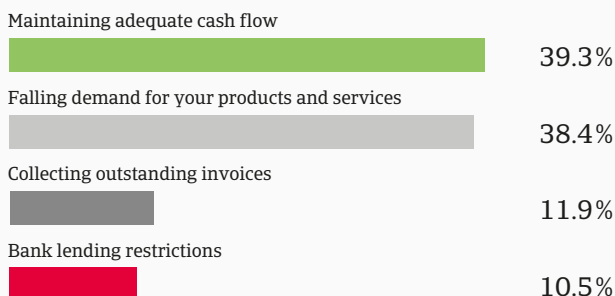 Maintaining adequate cash flow
39.3%
Falling demand for your products and services
38.4%
Collecting outstanding invoices
11.9%
Bank lending restrictions
10.5%